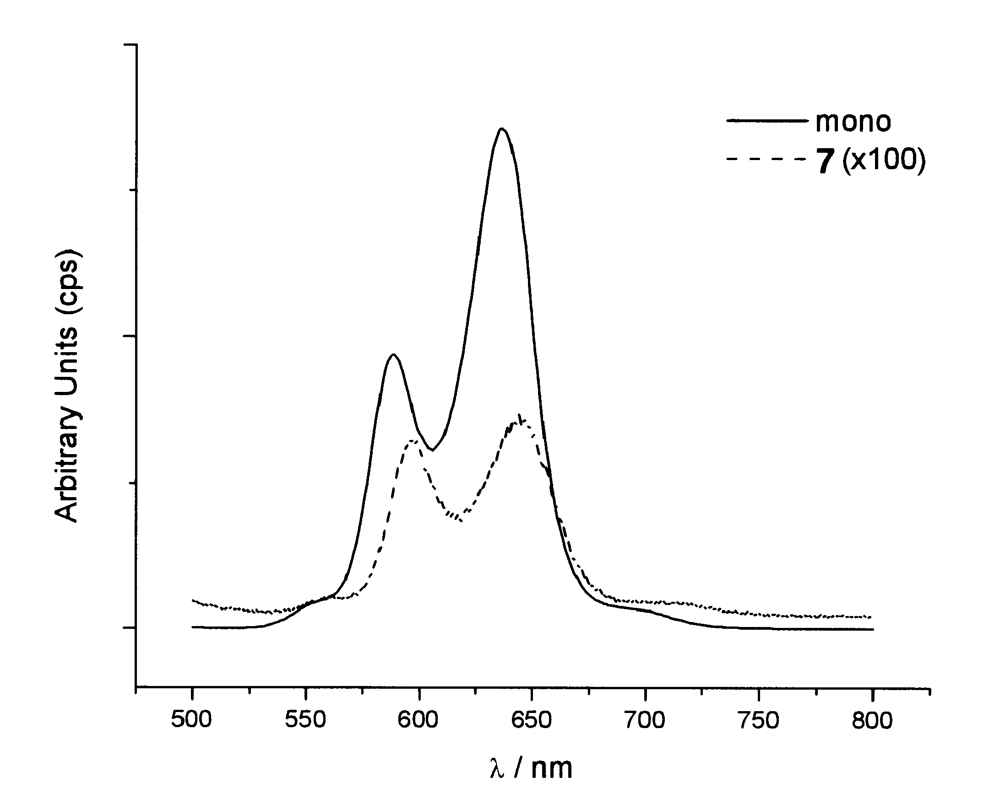 mono
7 (x100)
Arbitrary Units (cps)
500 550 600 650 700 750 800
λ / nm